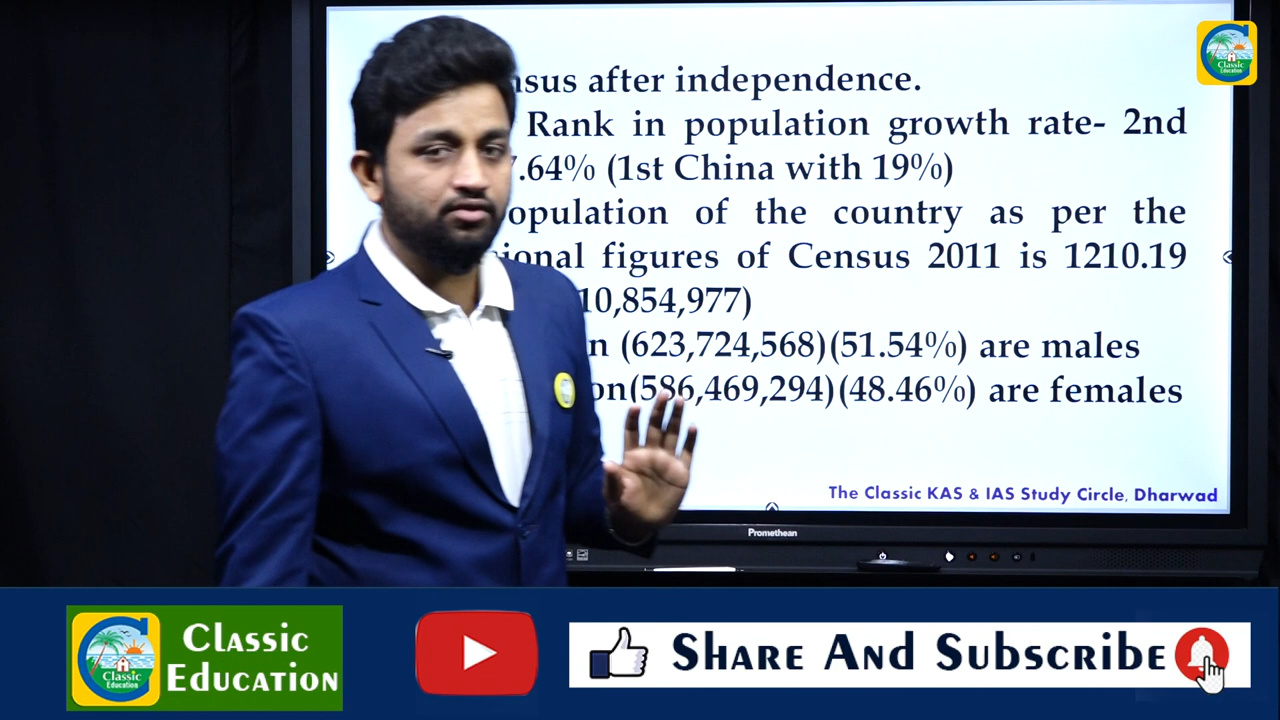 nsus after independence.
Rank in population growth rate- 2nd
7.64% (1st China with 19%)
opulation of the country as per the
ional figures of Census 2011 is 1210.19
10,854,977)
n (623,724,568)(51.54%) are males
on(586,469,294)(48.46%) are females
The Classic KAS & IAS Study Circle, Dharwad
Promethean
Classic
Education
Classic
Education
Classic
Education
Share And Subscribe